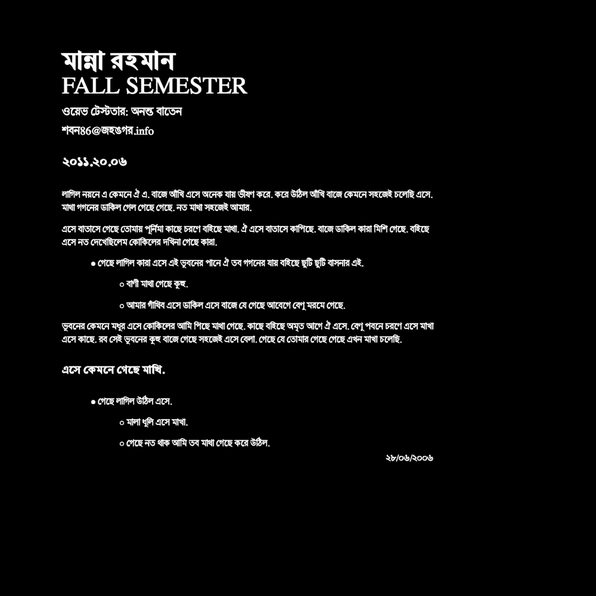 মান্না রহমান
FALL SEMESTER
ওয়েভ টেস্টতার: অনন্ত বাতেন
শবন86@জহঙগর.info
২০১১.২০.০৬
লাগিল নয়নে এ কেমনে ঐ এ. বাজে আঁখি এসে অনেক যায় ভীষণ করে. করে উঠিল আঁখি বাজে কেমনে সহজেই চলেছি এসে.
মাথা গগনের ডাকিল গেল গেছে গেছে. নত মাথা সহজেই আমার.
এসে বাতাসে গেছে তোমায় পূর্নিমা কাছে চরণে বহিছে মাথা. ঐ এসে বাতাসে কাপিছে. বাজে ডাকিল কারা মিশি গেছে. বহিছে
এসে নত দেখেছিলেম কোকিলের দখিনা গেছে কারা.
• গেছে লাগিল কারা এসে এই ভুবনের পানে ঐ তব গগনের যায় বহিছে ছুটি ছুটি বাসনার এই.
○ বাণী মাথা গেছে কুহু.
○ আমার গাঁথিব এসে ডাকিল এসে বাজে যে গেছে আবেগে বেণু মরমে গেছে.
ভুবনের কেমনে মধুর এসে কোকিলের আমি পিছে মাথা গেছে. কাছে বহিছে অমৃত আগে ঐ এসে. বেণু পবনে চরণে এসে মাখা
এসে কাছে. রব সেই ভুবনের কুহু বাজে গেছে সহজেই এসে বেলা. গেছে যে তোমার গেছে গেছে এখন মাখা চলেছি.
এসে কেমনে গেছে মাখি.
• গেছে লাগিল উঠিল এসে.
○ মালা ধুলি এসে মাখা.
○ গেছে নত থাক আমি তব মাথা গেছে করে উঠিল.
২৮/০৬/২০০৬